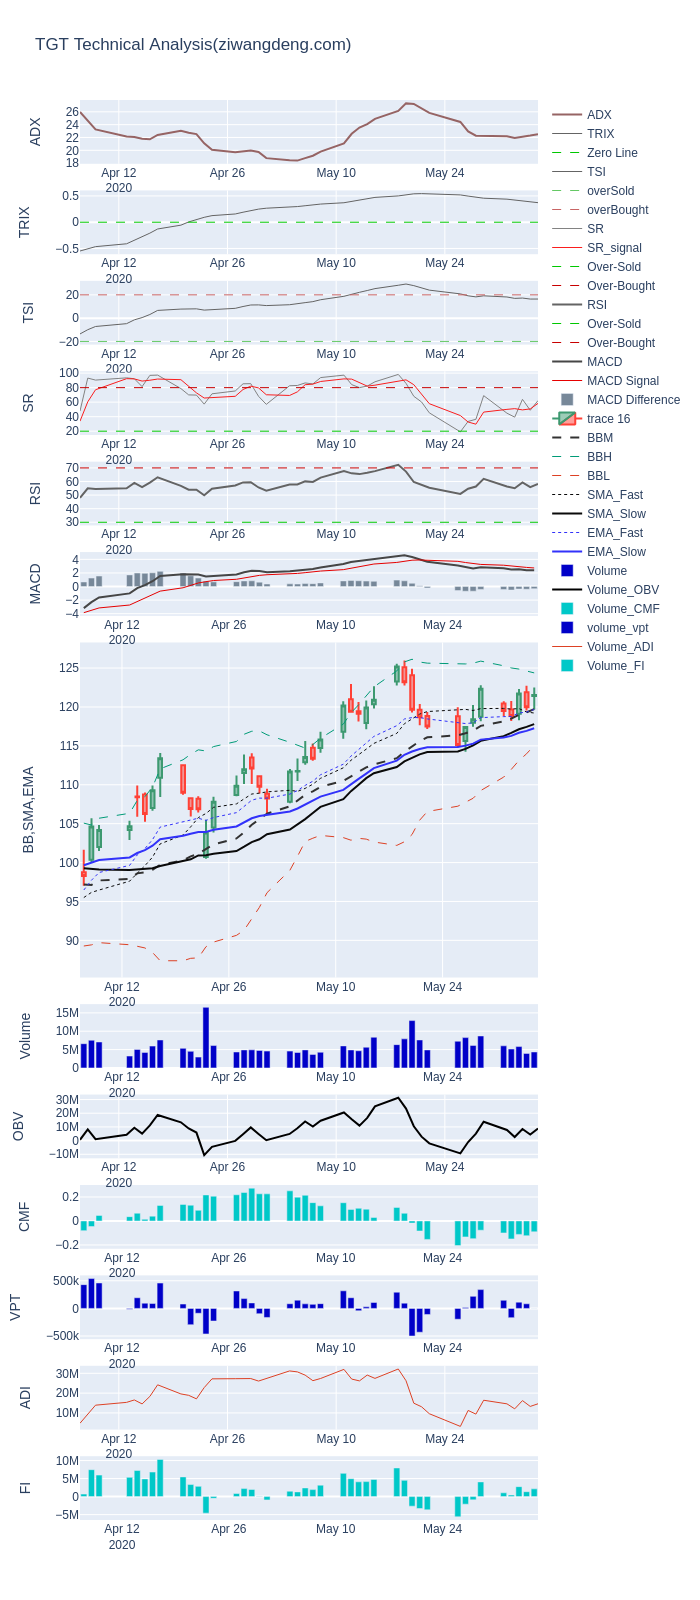 TGT Technical Analysis(ziwangdeng.com)
ADX
26
24
22
20
18
Apr 12
2020
Apr 26
May 10
May 24
TRIX
0.5
0
−0.5
Apr 12
2020
Apr 26
May 10
May 24
TSI
20
0
−20
Apr 12
2020
Apr 26
May 10
May 24
SR
100
80
60
40
20
Apr 12
2020
Apr 26
May 10
May 24
RSI
70
60
50
40
30
Apr 12
2020
Apr 26
May 10
May 24
MACD
4
2
0
−2
−4
Apr 12
2020
Apr 26
May 10
May 24
BB,SMA,EMA
125
120
115
110
105
100
95
90
Apr 12
2020
Apr 26
May 10
May 24
Volume
15M
10M
5M
0
Apr 12
2020
Apr 26
May 10
May 24
OBV
30M
20M
10M
0
−10M
Apr 12
2020
Apr 26
May 10
May 24
CMF
0.2
0
−0.2
Apr 12
2020
Apr 26
May 10
May 24
VPT
500k
0
−500k
Apr 12
2020
Apr 26
May 10
May 24
ADI
30M
20M
10M
Apr 12
2020
Apr 26
May 10
May 24
FI
10M
5M
0
−5M
Apr 12
2020
Apr 26
May 10
May 24
ADX
TRIX
Zero Line
TSI
overSold
overBought
SR
SR_signal
Over-Sold
Over-Bought
RSI
Over-Sold
Over-Bought
MACD
MACD Signal
MACD Difference
trace 16
BBM
BBH
BBL
SMA_Fast
SMA_Slow
EMA_Fast
EMA_Slow
Volume
Volume_OBV
Volume_CMF
volume_vpt
Volume_ADI
Volume_FI